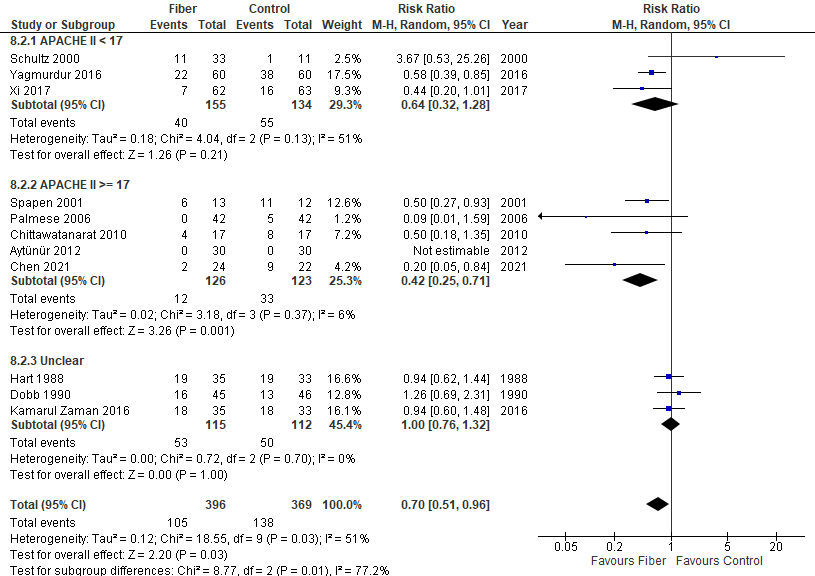 Fiber Control Risk Ratio Risk Ratio
Study or Subgroup Events Total Events Total Weight M-H, Random, 95% CI Year M-H, Random, 95% CI
8.2.1 APACHE II < 17
Schultz 2000 11 33 1 11 2.5% 3.67 [0.53, 25.26] 2000
Yagmurdur 2016 22 60 38 60 17.5% 0.58 [0.39, 0.85] 2016
Xi 2017 7 62 16 63 9.3% 0.44 [0.20, 1.01] 2017
Subtotal (95% CI) 155 134 29.3% 0.64 [0.32, 1.28]
Total events 40 55
Heterogeneity: Tau² = 0.18; Chi² = 4.04, df = 2 (P = 0.13); I² = 51%
Test for overall effect: Z = 1.26 (P = 0.21)
8.2.2 APACHE II >= 17
Spapen 2001 6 13 11 12 12.6% 0.50 [0.27, 0.93] 2001
Palmese 2006 0 42 5 42 1.2% 0.09 [0.01, 1.59] 2006
Chittawatanarat 2010 4 17 8 17 7.2% 0.50 [0.18, 1.35] 2010
Aytünür 2012 0 30 0 30 Not estimable 2012
Chen 2021 2 24 9 22 4.2% 0.20 [0.05, 0.84] 2021
Subtotal (95% CI) 126 123 25.3% 0.42 [0.25, 0.71]
Total events 12 33
Heterogeneity: Tau² = 0.02; Chi² = 3.18, df = 3 (P = 0.37); I² = 6%
Test for overall effect: Z = 3.26 (P = 0.001)
8.2.3 Unclear
Hart 1988 19 35 19 33 16.6% 0.94 [0.62, 1.44] 1988
Dobb 1990 16 45 13 46 12.8% 1.26 [0.69, 2.31] 1990
Kamarul Zaman 2016 18 35 18 33 16.1% 0.94 [0.60, 1.48] 2016
Subtotal (95% CI) 115 112 45.4% 1.00 [0.76, 1.32]
Total events 53 50
Heterogeneity: Tau² = 0.00; Chi² = 0.72, df = 2 (P = 0.70); I² = 0%
Test for overall effect: Z = 0.00 (P = 1.00)
Total (95% CI) 396 369 100.0% 0.70 [0.51, 0.96]
Total events 105 138
Heterogeneity: Tau² = 0.12; Chi² = 18.55, df = 9 (P = 0.03); I² = 51%
Test for overall effect: Z = 2.20 (P = 0.03)
Test for subgroup differences: Chi² = 8.77, df = 2 (P = 0.01), I² = 77.2%
0.05 0.2 1 5 20
Favours Fiber Favours Control